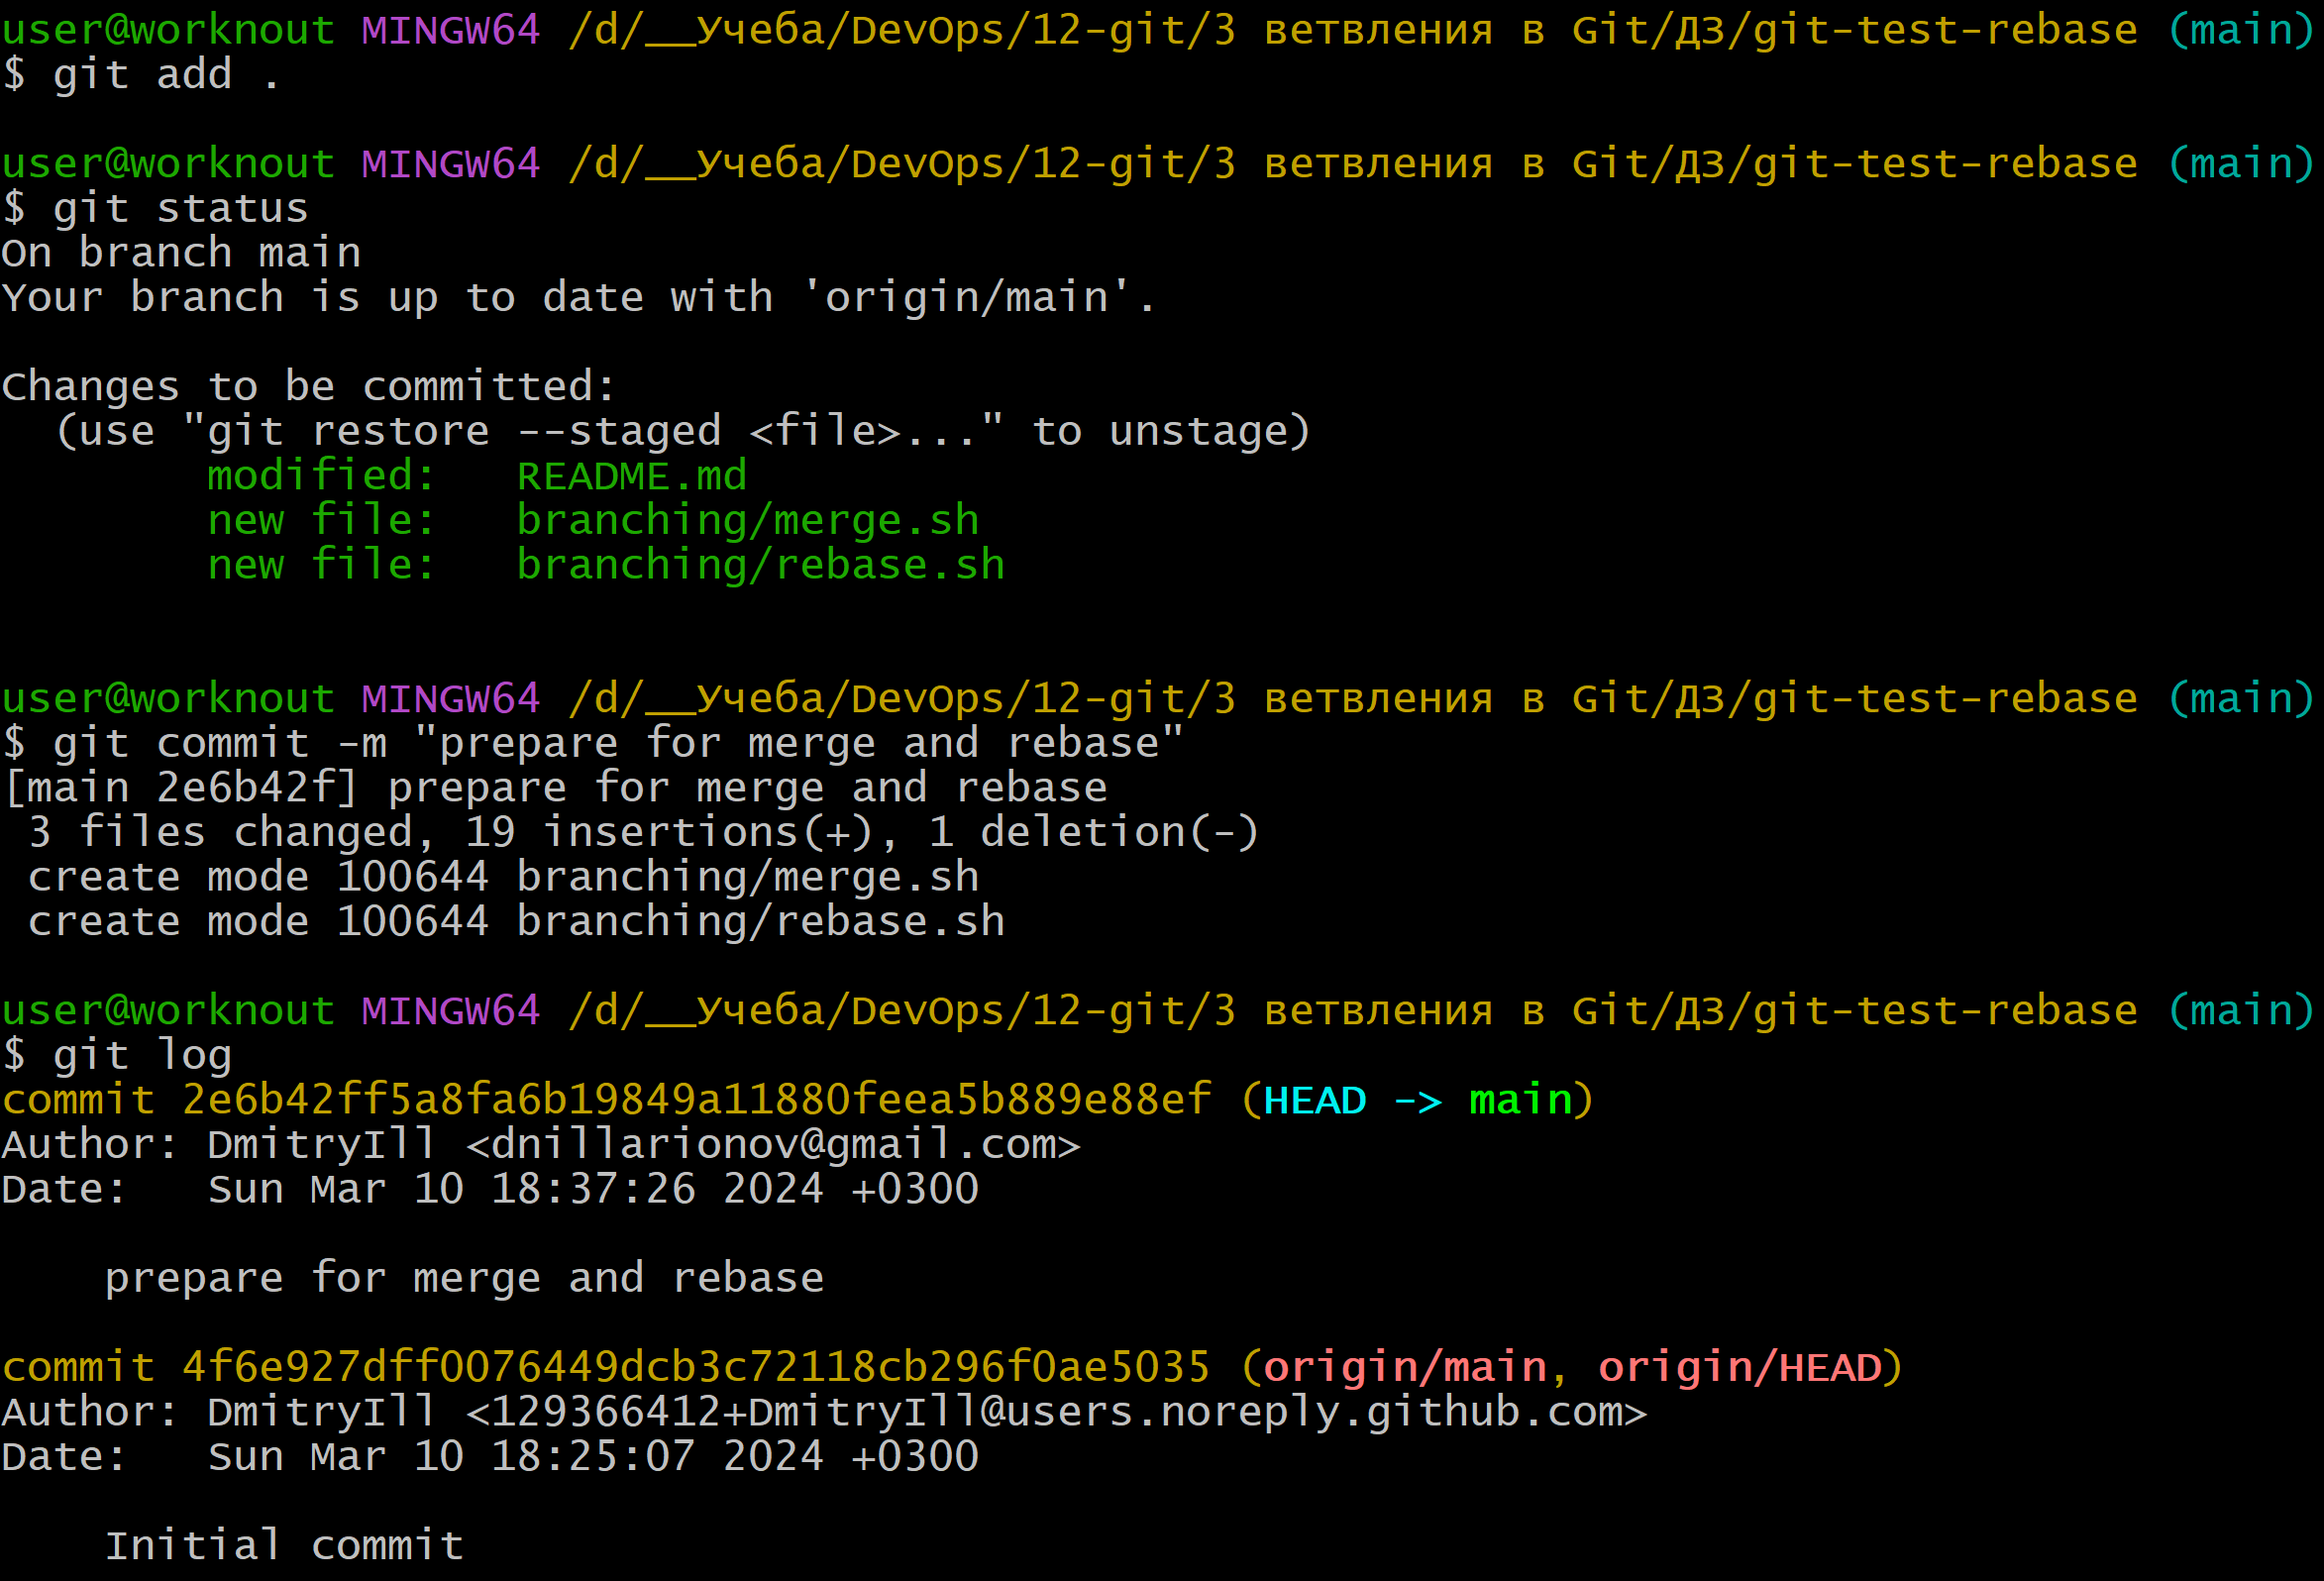 user@worknout MINGW64 /d/__Учеба/DevOps/12-git/3 ветвления в Git/ДЗ/git-test-rebase (main)
$ git add .
user@worknout MINGW64 /d/__Учеба/DevOps/12-git/3 ветвления в Git/ДЗ/git-test-rebase (main)
$ git status
On branch main
Your branch is up to date with 'origin/main'.
Changes to be committed:
  (use "git restore --staged <file>..." to unstage)
        modified:   README.md
        new file:   branching/merge.sh
        new file:   branching/rebase.sh
user@worknout MINGW64 /d/__Учеба/DevOps/12-git/3 ветвления в Git/ДЗ/git-test-rebase (main)
$ git commit -m "prepare for merge and rebase"
[main 2e6b42f] prepare for merge and rebase
 3 files changed, 19 insertions(+), 1 deletion(-)
 create mode 100644 branching/merge.sh
 create mode 100644 branching/rebase.sh
user@worknout MINGW64 /d/__Учеба/DevOps/12-git/3 ветвления в Git/ДЗ/git-test-rebase (main)
$ git log
commit 2e6b42ff5a8fa6b19849a11880feea5b889e88ef (HEAD -> main)
Author: DmitryIll <dnillarionov@gmail.com>
Date:   Sun Mar 10 18:37:26 2024 +0300
    prepare for merge and rebase
commit 4f6e927dff0076449dcb3c72118cb296f0ae5035 (origin/main, origin/HEAD)
Author: DmitryIll <129366412+DmitryIll@users.noreply.github.com>
Date:   Sun Mar 10 18:25:07 2024 +0300
    Initial commit